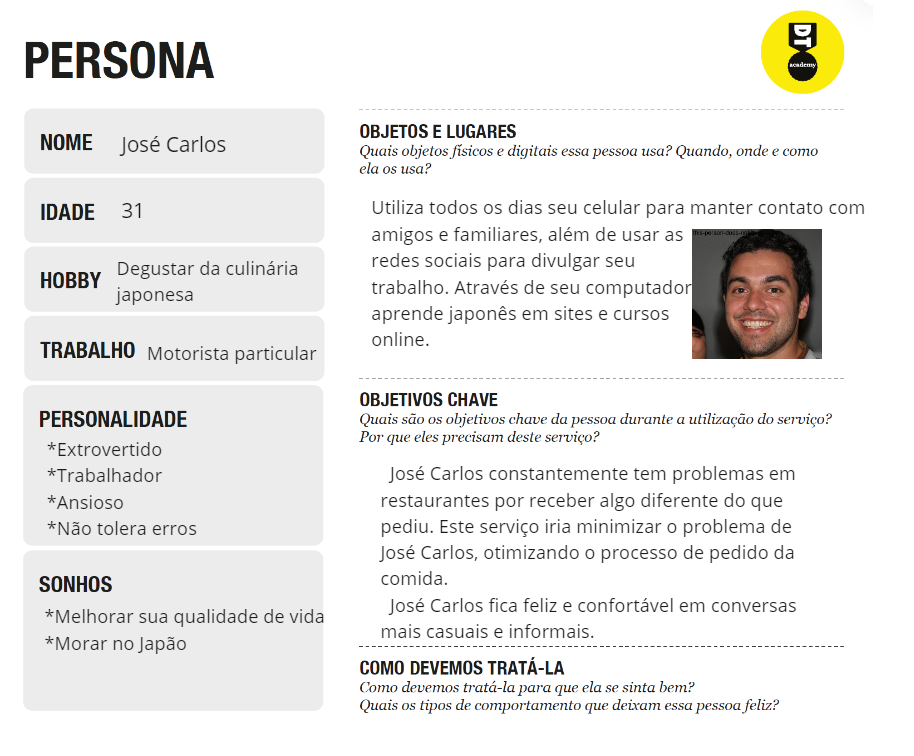 PERSONA
DT
academy
NOME José Carlos
IDADE 31
HOBBY Degustar da culinária
japonesa
TRABALHO Motorista particular
PERSONALIDADE
*Extrovertido
*Trabalhador
*Ansioso
*Não tolera erros
SONHOS
*Melhorar sua qualidade de vida
*Morar no Japão
OBJETOS E LUGARES
Quais objetos físicos e digitais essa pessoa usa? Quando, onde e como
ela os usa?
Utiliza todos os dias seu celular para manter contato com
amigos e familiares, além de usar as
redes sociais para divulgar seu
trabalho. Através de seu computador
aprende japonês em sites e cursos
online.
OBJETIVOS CHAVE
Quais são os objetivos chave da pessoa durante a utilização do serviço?
Por que eles precisam deste serviço?
José Carlos constantemente tem problemas em
restaurantes por receber algo diferente do que
pediu. Este serviço iria minimizar o problema de
José Carlos, otimizando o processo de pedido da
comida.
José Carlos fica feliz e confortável em conversas
mais casuais e informais.
COMO DEVEMOS TRATÁ-LA
Como devemos tratá-la para que ela se sinta bem?
Quais os tipos de comportamento que deixam essa pessoa feliz?